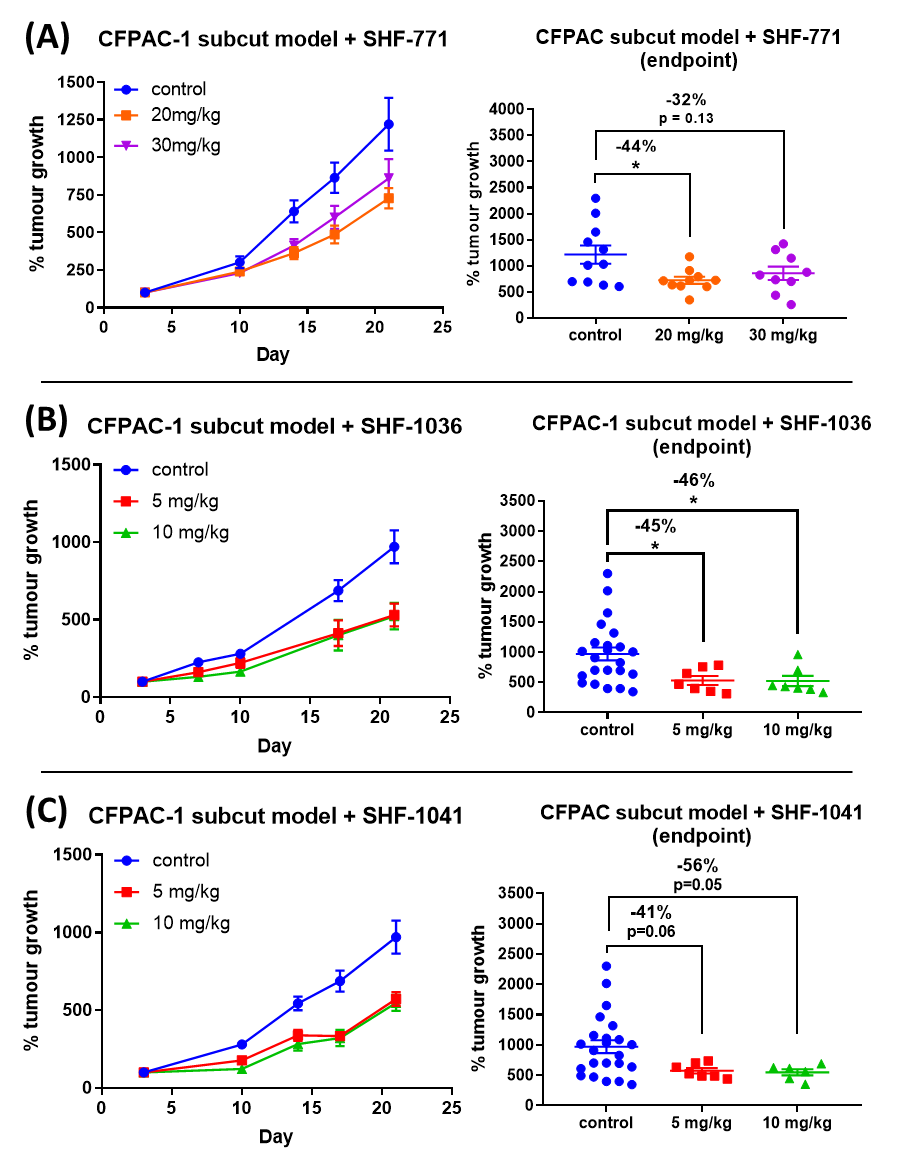 (A)
CFPAC-1 subcut model + SHF-771
% tumour growth
1500
1250
1000
750
500
250
0
control
20mg/kg
30mg/kg
0 5 10 15 20 25
Day
CFPAC subcut model + SHF-771
(endpoint)
% tumour growth
4000
3500
3000
2500
2000
1500
1000
500
0
-32%
p = 0.13
-44%
*
control 20 mg/kg 30 mg/kg
(B)
CFPAC-1 subcut model + SHF-1036
% tumour growth
1500
1000
500
0
control
5 mg/kg
10 mg/kg
0 5 10 15 20 25
Day
CFPAC-1 subcut model + SHF-1036
(endpoint)
% tumour growth
3500
3000
2500
2000
1500
1000
500
0
-46%
*
-45%
*
control 5 mg/kg 10 mg/kg
(C)
CFPAC-1 subcut model + SHF-1041
% tumour growth
1500
1000
500
0
control
5 mg/kg
10 mg/kg
0 5 10 15 20 25
Day
CFPAC subcut model + SHF-1041
(endpoint)
% tumour growth
3500
3000
2500
2000
1500
1000
500
0
-56%
p=0.05
-41%
p=0.06
control 5 mg/kg 10 mg/kg